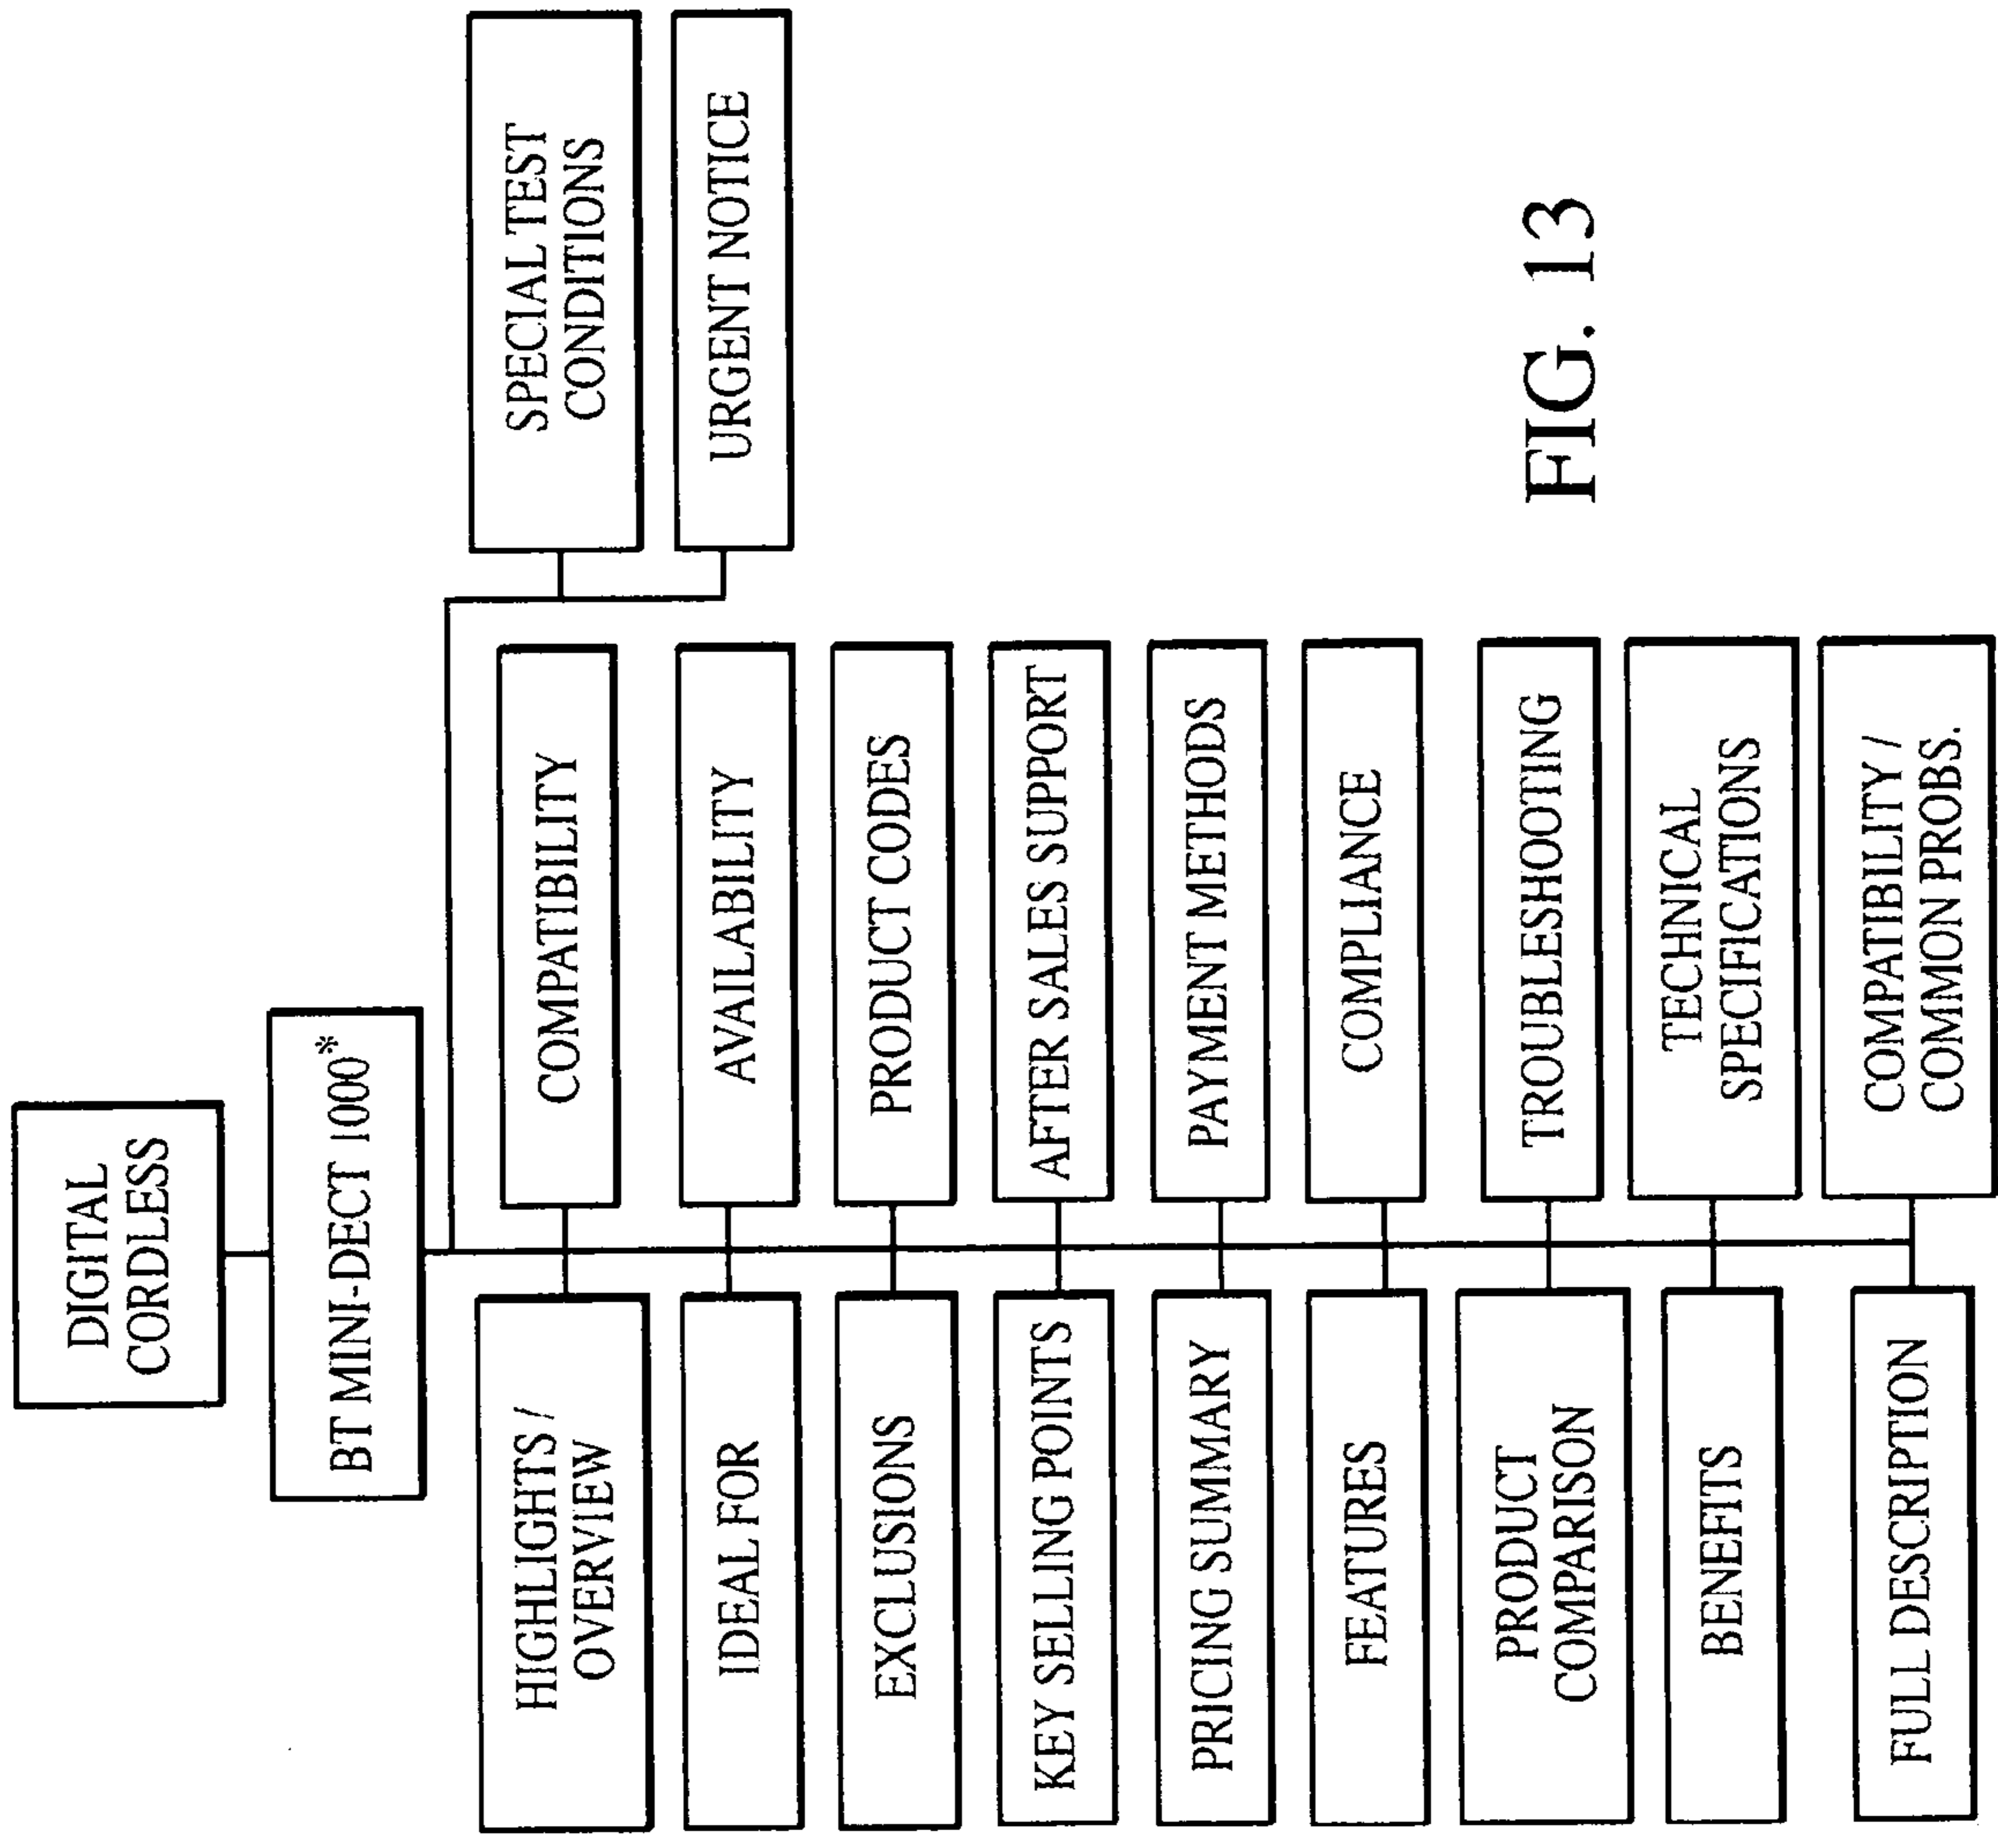 DIGITAL
CORDLESS
BT MINI-DECT 1000*
HIGHLIGHTS /
OVERVIEW
IDEAL FOR
EXCLUSIONS
KEY SELLING POINTS
PRICING SUMMARY
FEATURES
PRODUCT
COMPARISON
BENEFITS
FULL DESCRIPTION
COMPATIBILITY
AVAILABILITY
PRODUCT CODES
AFTER SALES SUPPORT
PAYMENT METHODS
COMPLIANCE
TROUBLESHOOTING
TECHNICAL
SPECIFICATIONS
COMPATIBILITY /
COMMON PROBS.
SPECIAL TEST
CONDITIONS
URGENT NOTICE
FIG. 13